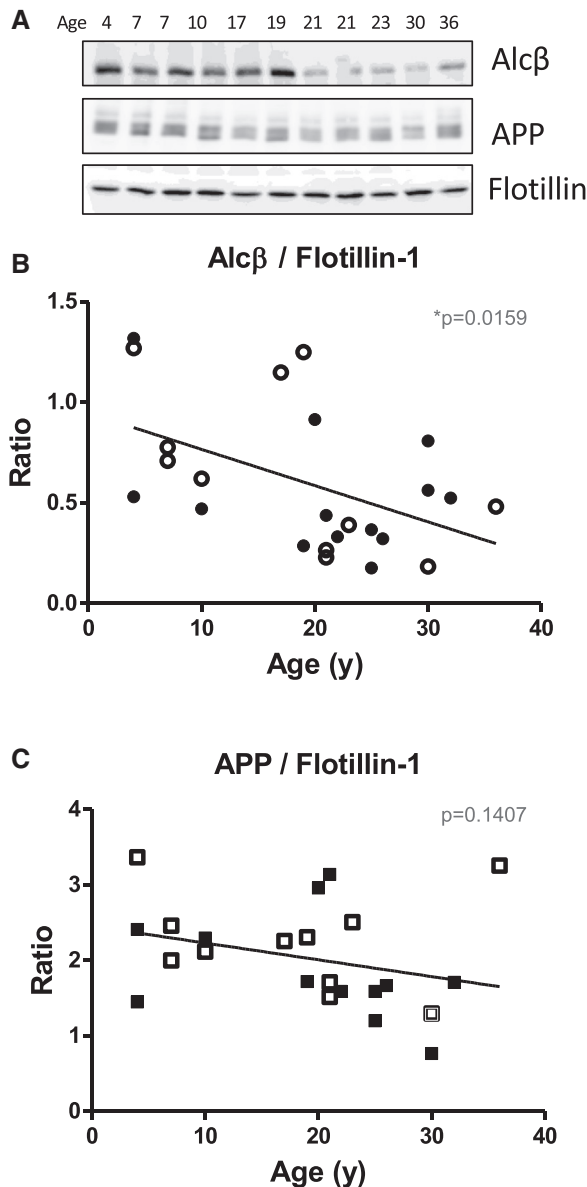 A
Age 4 7 7 10 17 19 21 21 23 30 36
Alcβ
APP
Flotillin
B
Alcβ / Flotillin-1
*p=0.0159
1.5
1.0
0.5
0.0
Ratio
0 10 20 30 40
Age (y)
C
APP / Flotillin-1
p=0.1407
4
3
2
1
0
Ratio
0 10 20 30 40
Age (y)